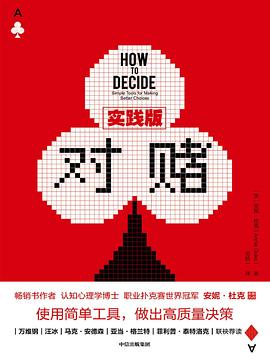 A
HOW
TO
DECIDE
Simple Tools for Making
Better Choices
实践版
对赌
畅销书作者 认知心理学博士 职业扑克赛世界冠军 安妮·杜克
使用简单工具，做出高质量决策
|万维钢|汪冰|马克·安德森|亚当·格兰特|菲利普·泰特洛克|联袂荐读
中信出版集团